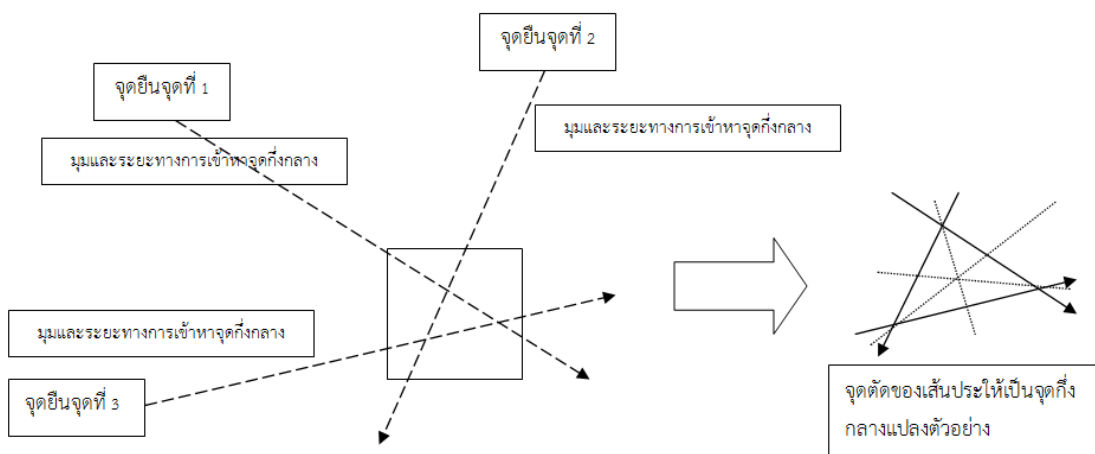 จุดยืนจุดที่ 2
จุดยืนจุดที่ 1
มุมและระยะทางการเข้าหาจุดกึ่งกลาง
มุมและระยะทางการเข้าหาจุดกึ่งกลาง
มุมและระยะทางการเข้าหาจุดกึ่งกลาง
จุดยืนจุดที่ 3
จุดตัดของเส้นประให้เป็นจุดกึ่ง
กลางแปลงตัวอย่าง